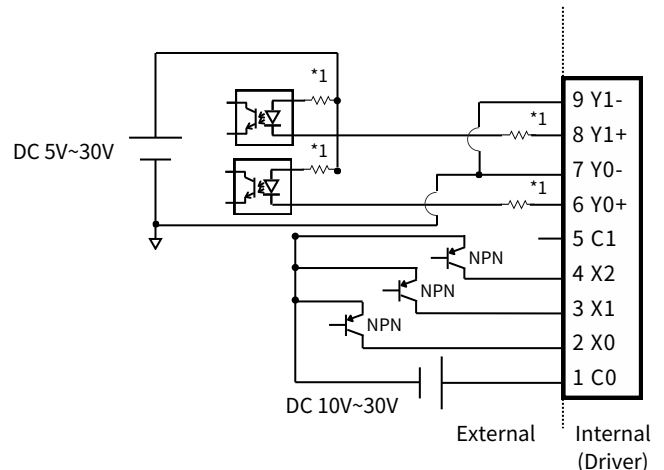 *1
9 Y1-
*1
8 Y1+
DC 5V~30V
*1
7 Y0-
*1
6 Y0+
5 C1
NPN
4 X2
NPN
3 X1
NPN
2 X0
1 C0
DC 10V~30V
External
Internal
(Driver)